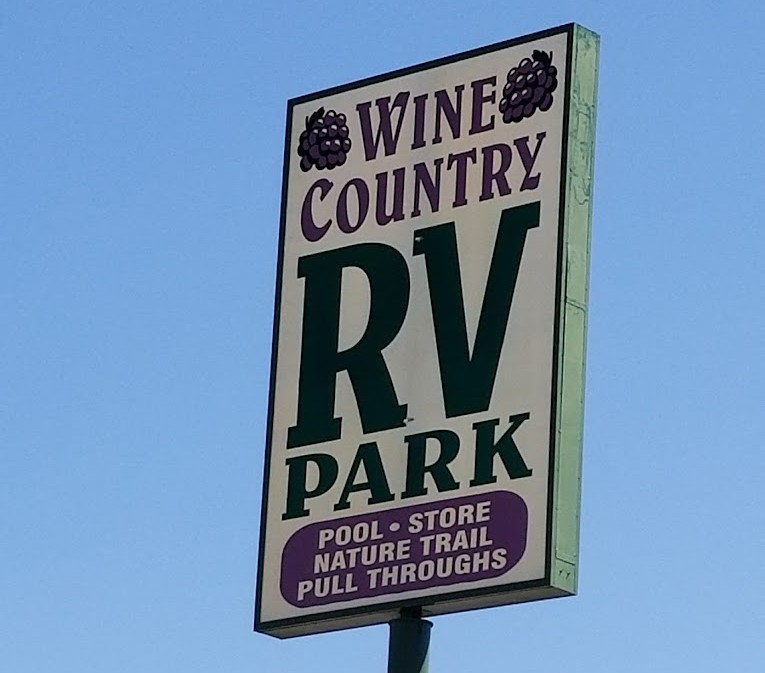 WINE
COUNTRY
RV
PARK
POOL • STORE
NATURE TRAIL
PULL THROUGHS